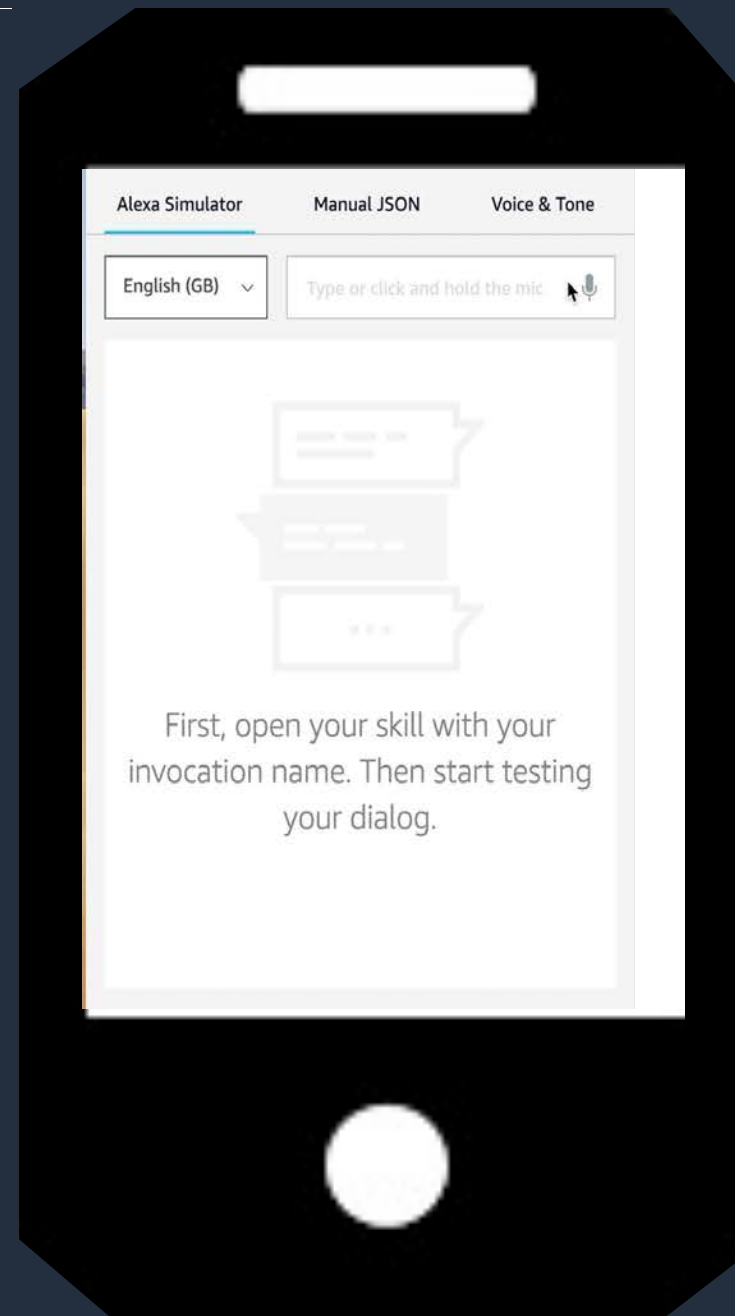 Alexa Simulator Manual JSON Voice & Tone
English (GB) Type or click and hold the mic
First, open your skill with your
invocation name. Then start testing
your dialog.